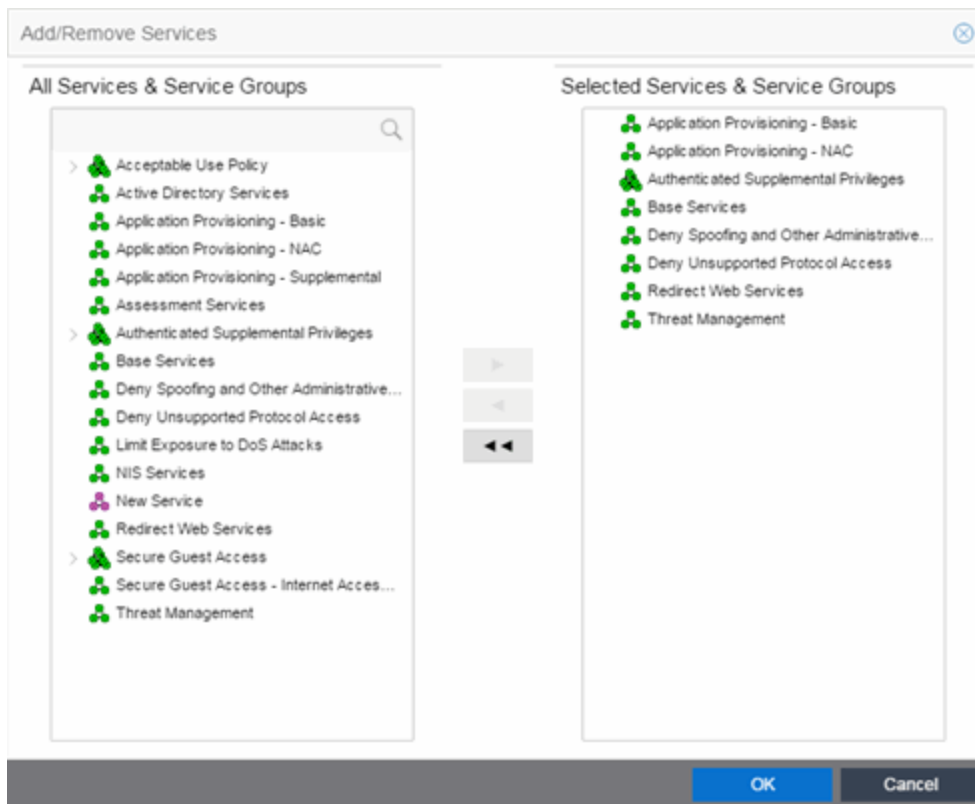 Add/Remove Services
All Services & Service Groups
Acceptable Use Policy
Active Directory Services
Application Provisioning - Basic
Application Provisioning - NAC
Application Provisioning - Supplemental
Assessment Services
Authenticated Supplemental Privileges
Base Services
Deny Spoofing and Other Administrative...
Deny Unsupported Protocol Access
Limit Exposure to DoS Attacks
NIS Services
New Service
Redirect Web Services
Secure Guest Access
Secure Guest Access - Internet Acces...
Threat Management
Selected Services & Service Groups
Application Provisioning - Basic
Application Provisioning - NAC
Authenticated Supplemental Privileges
Base Services
Deny Spoofing and Other Administrative...
Deny Unsupported Protocol Access
Redirect Web Services
Threat Management
OK
Cancel